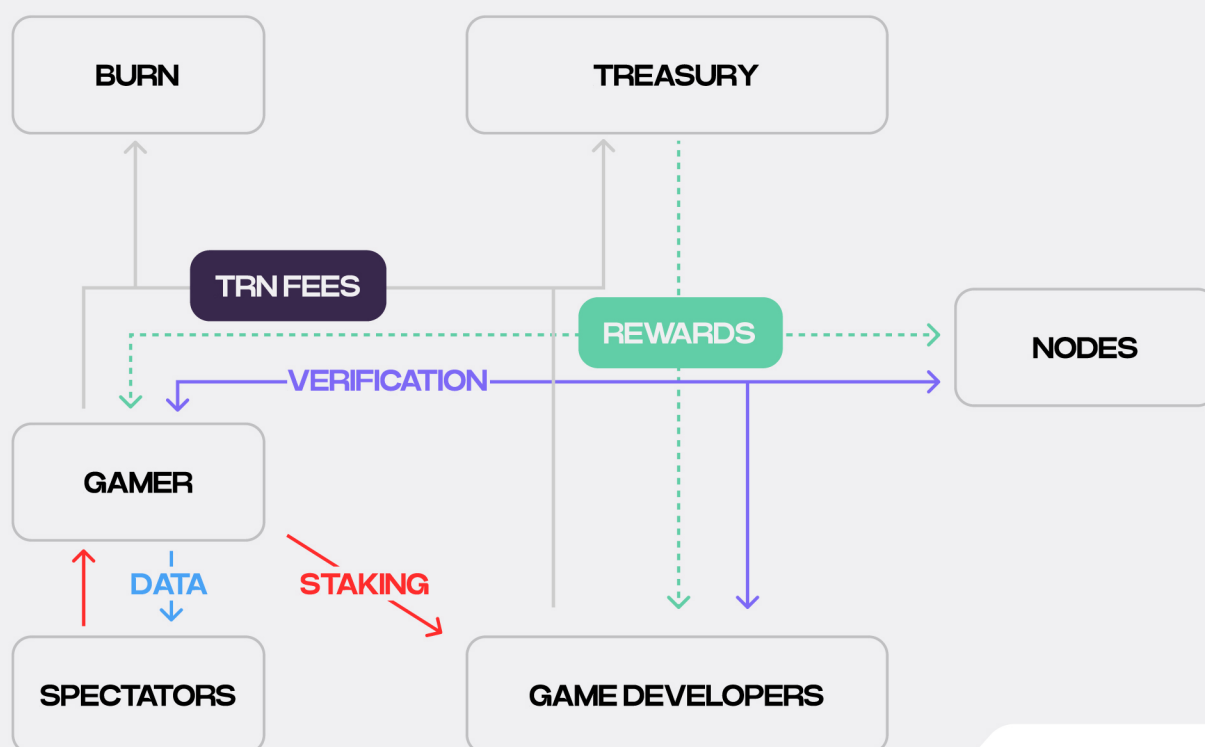 BURN
TREASURY
TRN FEES
REWARDS
NODES
VERIFICATION
GAMER
DATA
STAKING
SPECTATORS
GAME DEVELOPERS